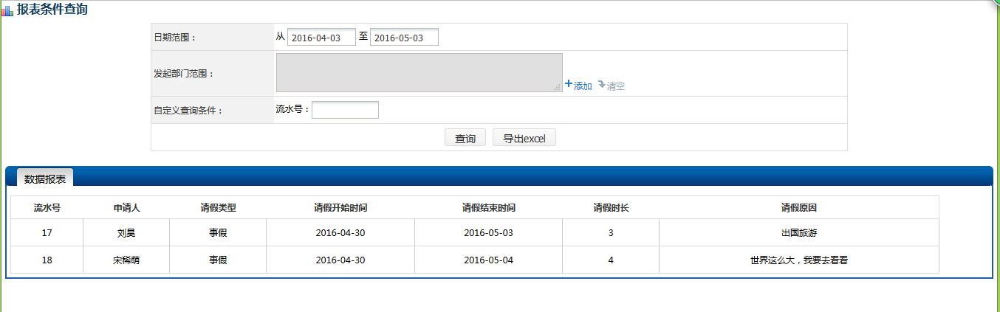 报表条件查询
日期范围： 从 2016-04-03 至 2016-05-03
发起部门范围： 添加 清空
自定义查询条件： 流水号：
查询 导出excel
数据报表
流水号 申请人 请假类型 请假开始时间 请假结束时间 请假时长 请假原因
17 刘昊 事假 2016-04-30 2016-05-03 3 出国旅游
18 宋稀萌 事假 2016-04-30 2016-05-04 4 世界这么大，我要去看看